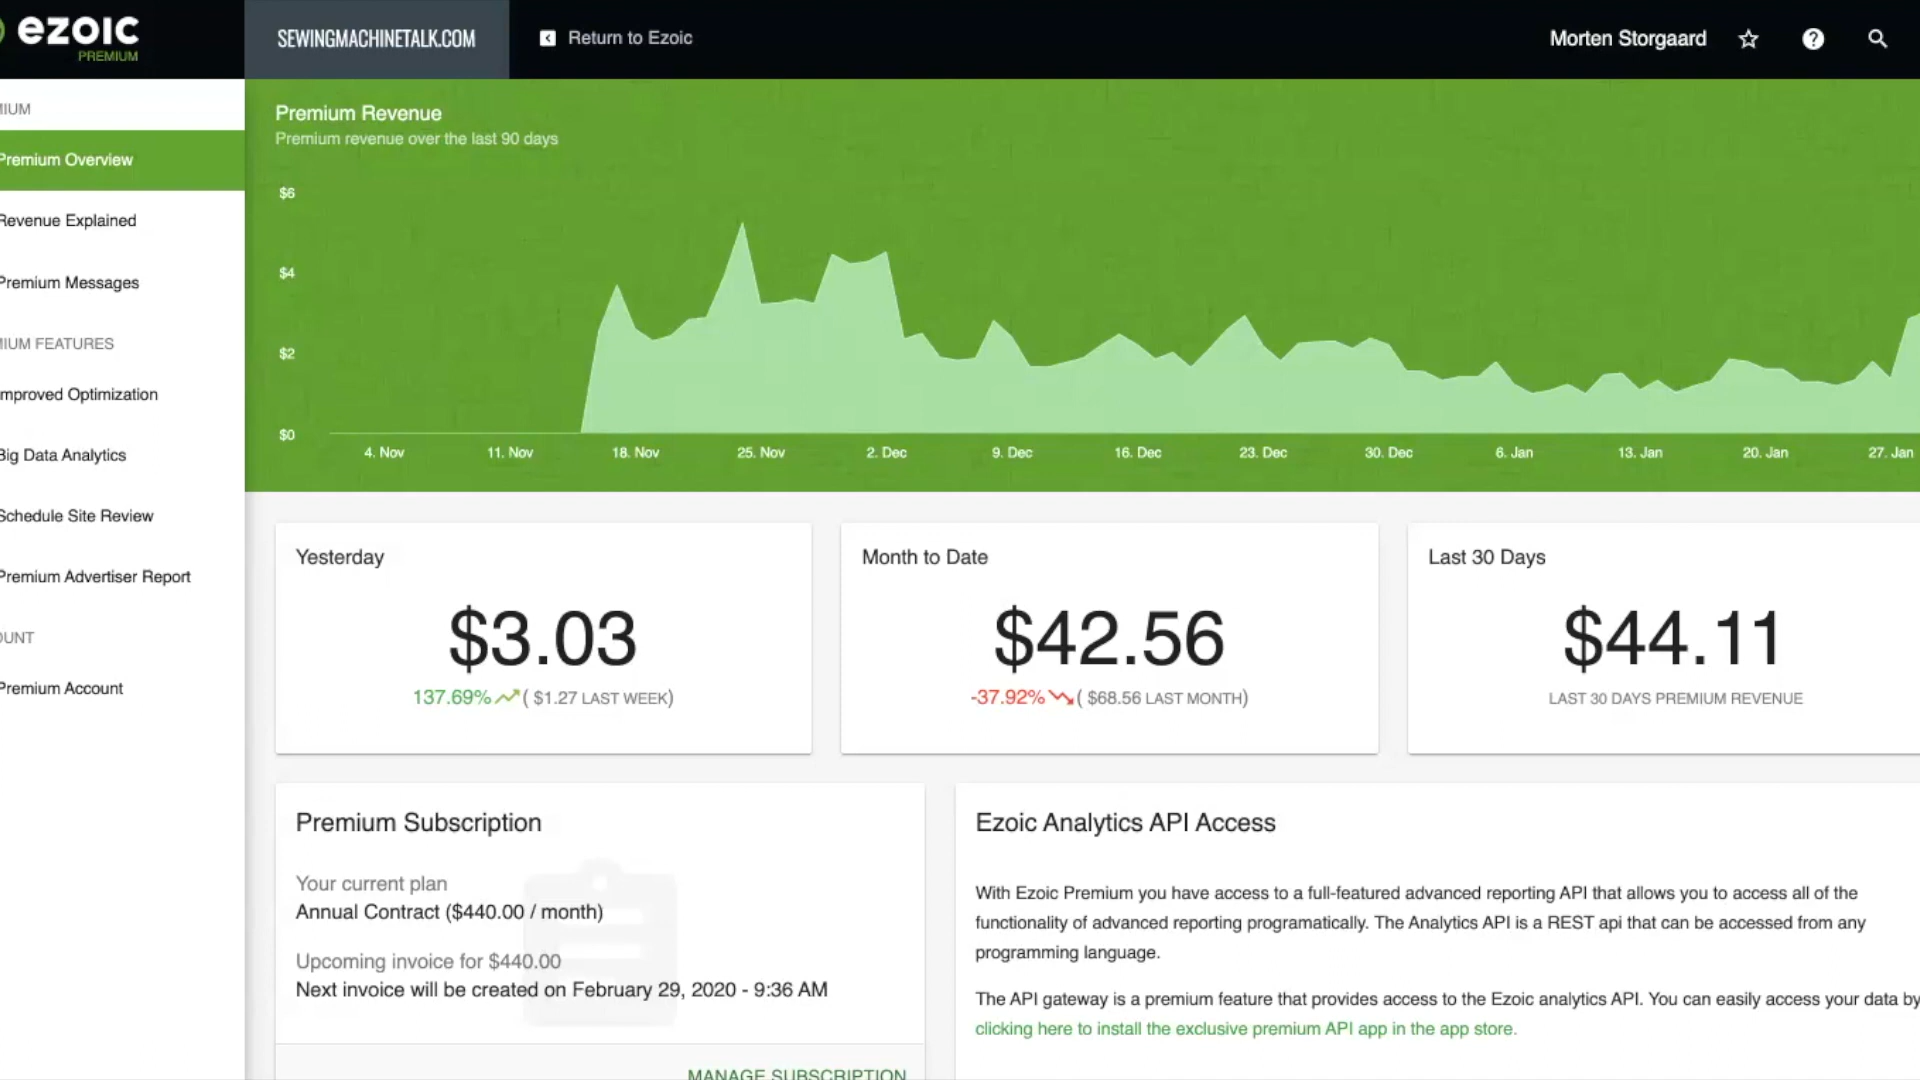 ezoic
PREMIUM
SEWINGMACHINETALK.COM
Return to Ezoic
Morten Storgaard
IUM
Premium Overview
Revenue Explained
Premium Messages
IUM FEATURES
mproved Optimization
Big Data Analytics
Schedule Site Review
Premium Advertiser Report
OUNT
Premium Account
Premium Revenue
Premium revenue over the last 90 days
$6
$4
$2
$0
4. Nov
11. Nov
18. Nov
25. Nov
2. Dec
9. Dec
16. Dec
23. Dec
30. Dec
6. Jan
13. Jan
20. Jan
27. Jan
Yesterday
$3.03
137.69% ( $1.27 LAST WEEK)
Month to Date
$42.56
-37.92% ( $68.56 LAST MONTH)
Last 30 Days
$44.11
LAST 30 DAYS PREMIUM REVENUE
Premium Subscription
Your current plan
Annual Contract ($440.00 / month)
Upcoming invoice for $440.00
Next invoice will be created on February 29, 2020 - 9:36 AM
MANAGE SUBSCRIPTION
Ezoic Analytics API Access
With Ezoic Premium you have access to a full-featured advanced reporting API that allows you to access all of the
functionality of advanced reporting programatically. The Analytics API is a REST api that can be accessed from any
programming language.
The API gateway is a premium feature that provides access to the Ezoic analytics API. You can easily access your data by
clicking here to install the exclusive premium API app in the app store.